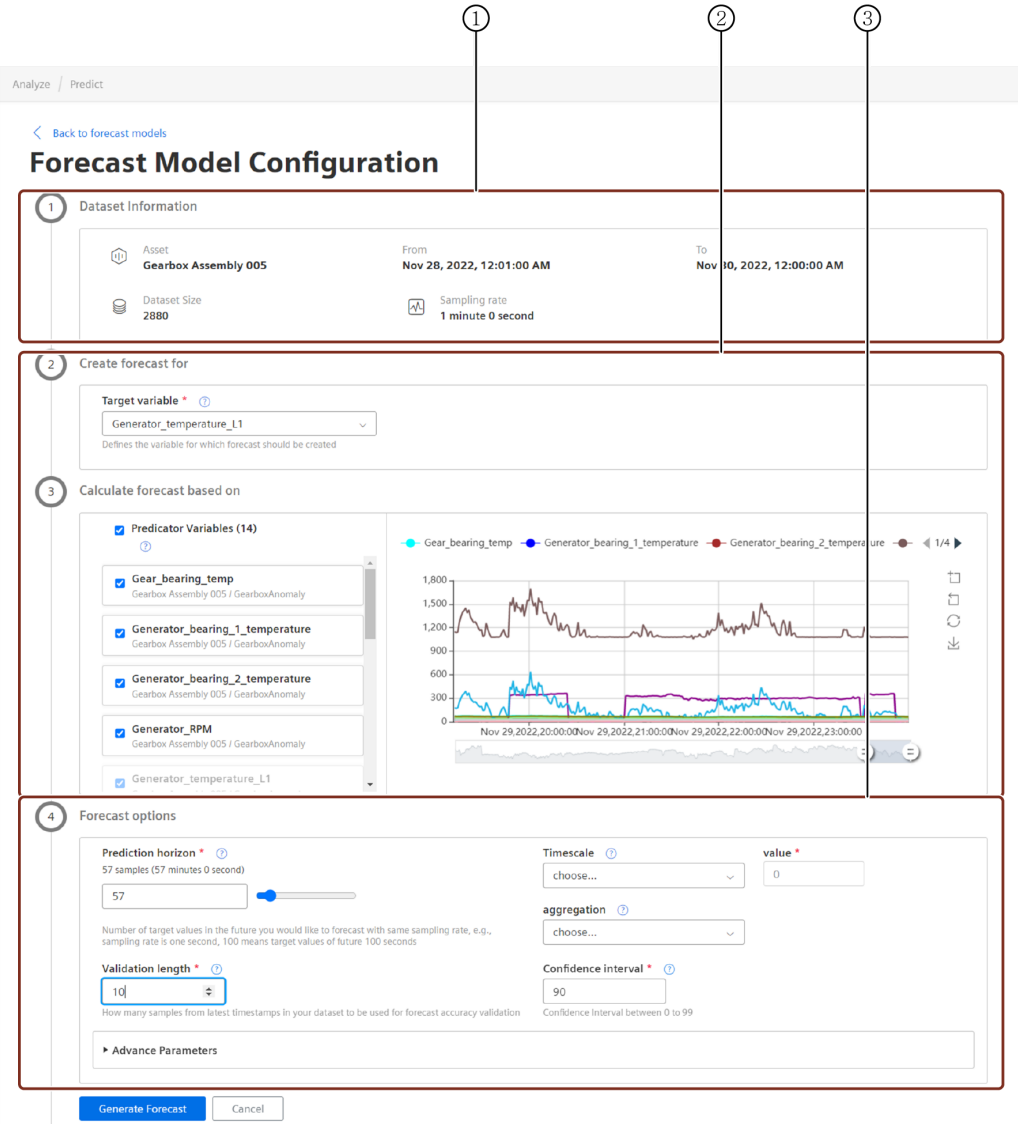 ① ② ③
Analyze / Predict
Back to forecast models
Forecast Model Configuration
1 Dataset Information
Asset From To
Gearbox Assembly 005 Nov 28, 2022, 12:01:00 AM Nov 30, 2022, 12:00:00 AM
Dataset Size Sampling rate
2880 1 minute 0 second
2 Create forecast for
Target variable * ?
Generator_temperature_L1
Defines the variable for which forecast should be created
3 Calculate forecast based on
Predicator Variables (14)
?
Gear_bearing_temp
Gearbox Assembly 005 / GearboxAnomaly
Generator_bearing_1_temperature
Gearbox Assembly 005 / GearboxAnomaly
Generator_bearing_2_temperature
Gearbox Assembly 005 / GearboxAnomaly
Generator_RPM
Gearbox Assembly 005 / GearboxAnomaly
Generator_temperature_L1
Gear_bearing_temp Generator_bearing_1_temperature Generator_bearing_2_temperature 1/4
1,800
1,500
1,200
900
600
300
0
Nov 29,2022,20:00:00 Nov 29,2022,21:00:00 Nov 29,2022,22:00:00 Nov 29,2022,23:00:00
4 Forecast options
Prediction horizon * ?
57 samples (57 minutes 0 second)
57
Number of target values in the future you would like to forecast with same sampling rate, e.g.,
sampling rate is one second, 100 means target values of future 100 seconds
Timescale ? value *
choose... 0
aggregation ?
choose...
Validation length * ?
10
How many samples from latest timestamps in your dataset to be used for forecast accuracy validation
Confidence interval * ?
90
Confidence Interval between 0 to 99
Advance Parameters
Generate Forecast Cancel